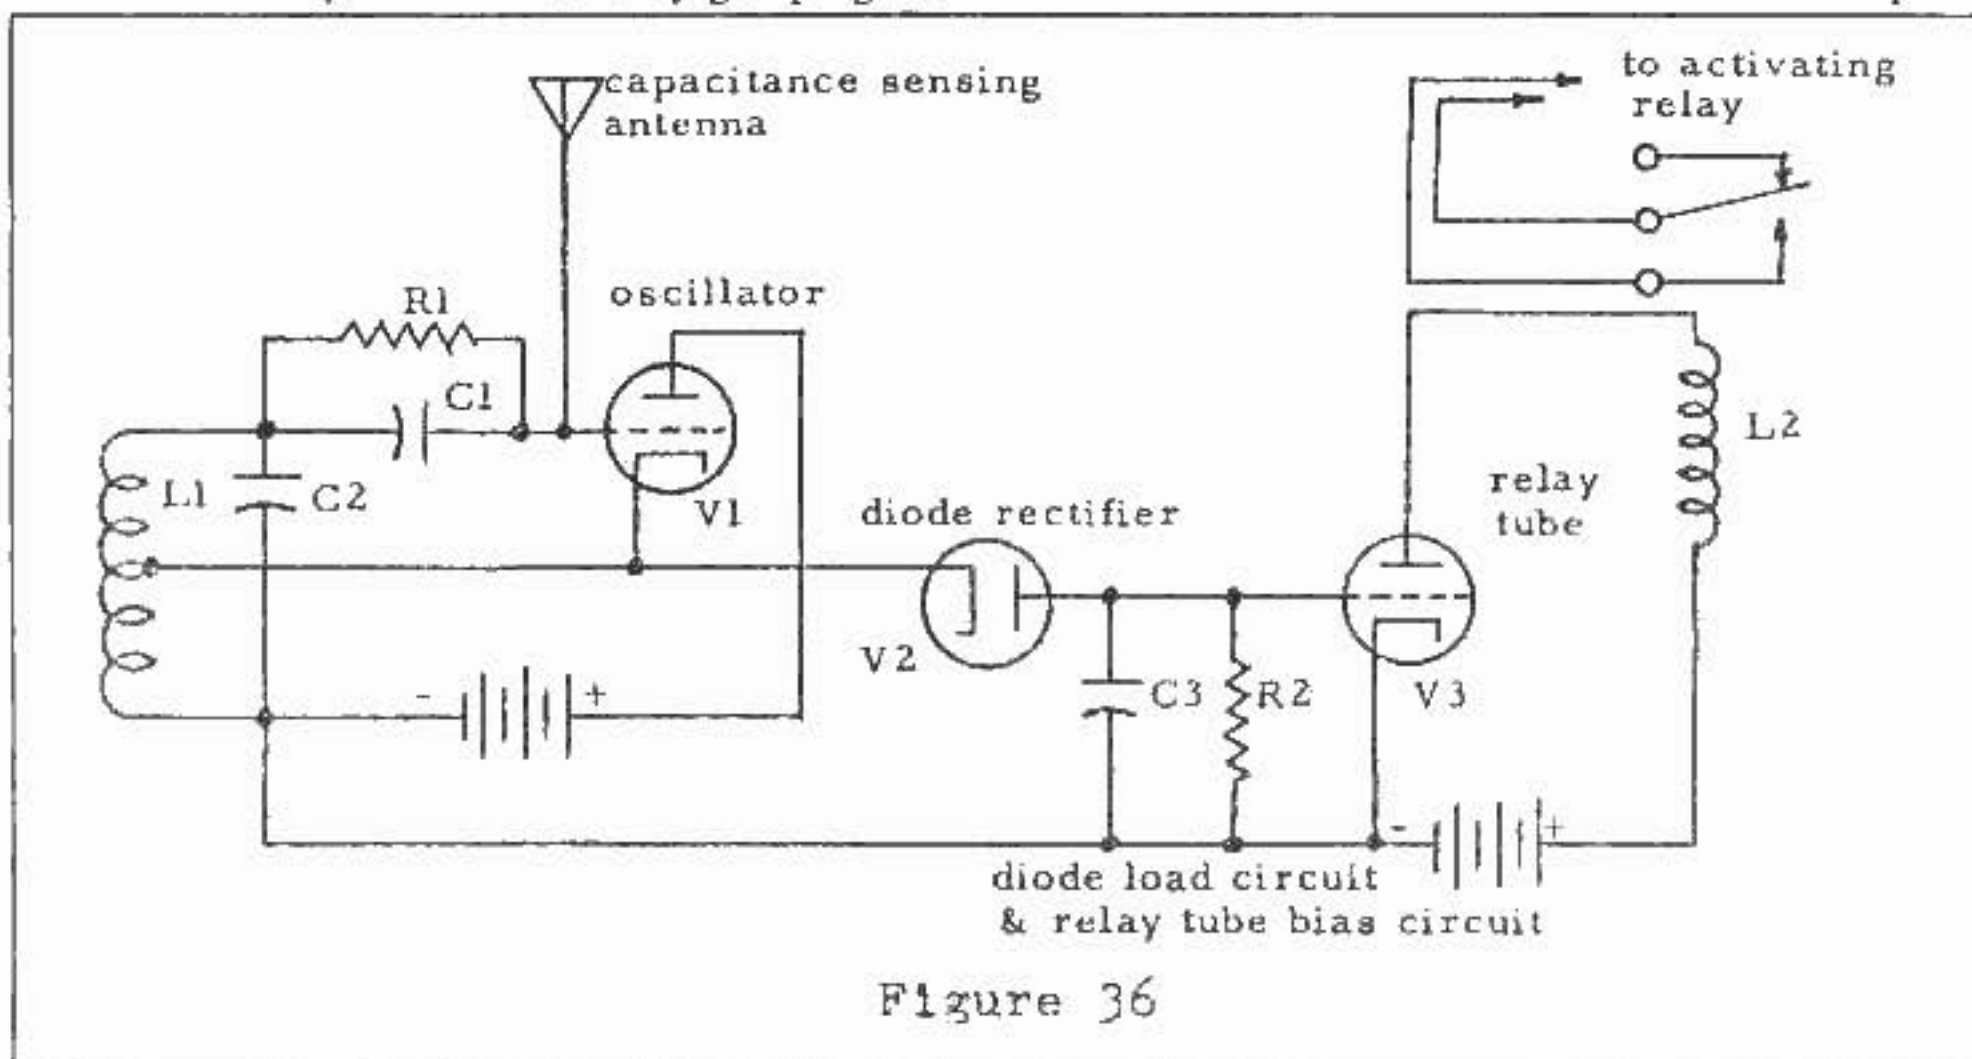 capacitance sensing
antenna
to activating
relay
R1
oscillator
C1
L1
C2
V1
diode rectifier
relay
tube
L2
V2
C3
R2
V3
-
+
-
+
diode load circuit
& relay tube bias circuit
Figure 36